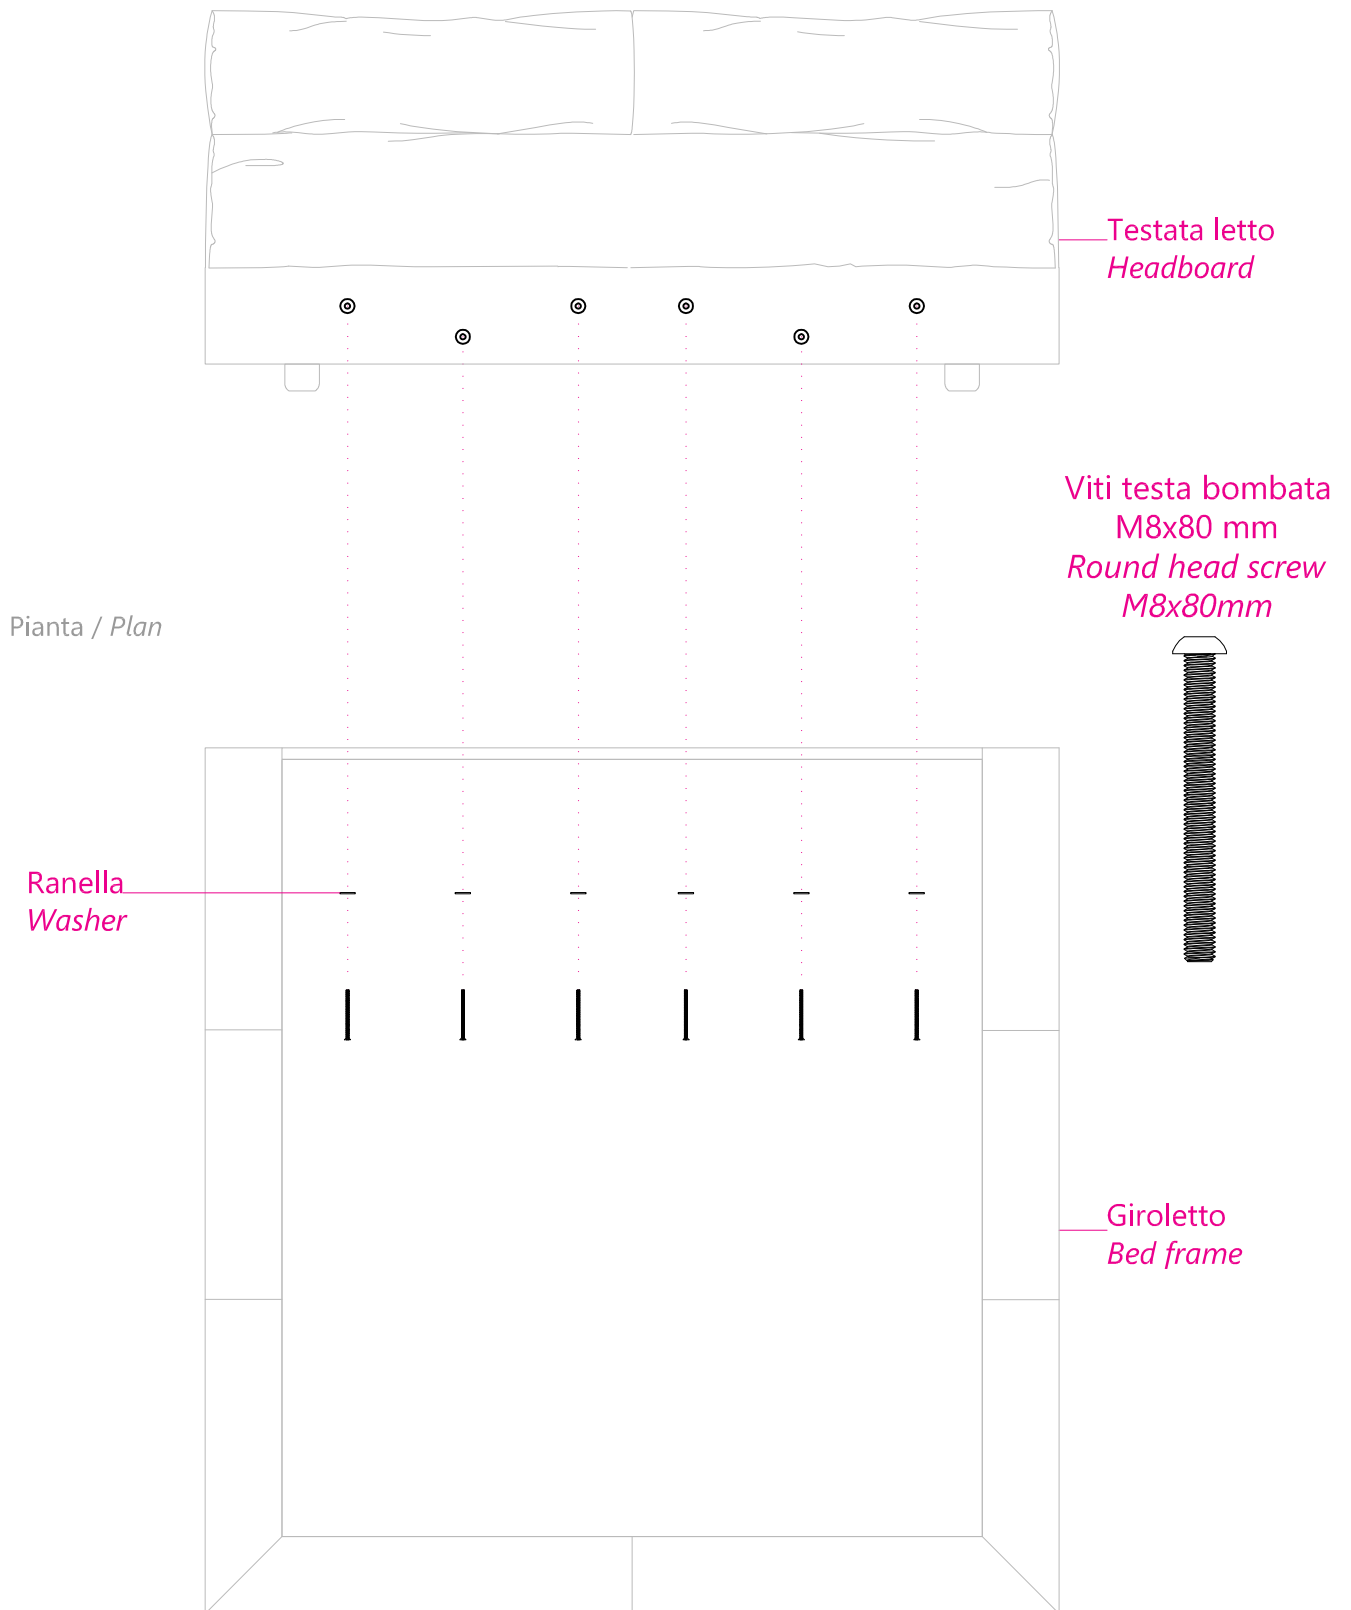 Testata letto
Headboard
Viti testa bombata
M8x80 mm
Round head screw
M8x80mm
Pianta / Plan
Ranella
Washer
Giroletto
Bed frame